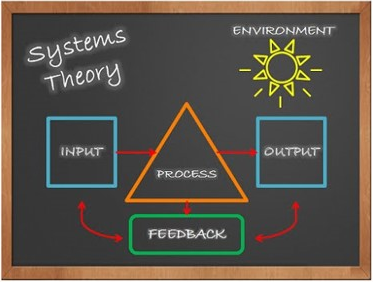 Systems
Theory
ENVIRONMENT
INPUT
PROCESS
OUTPUT
FEEDBACK